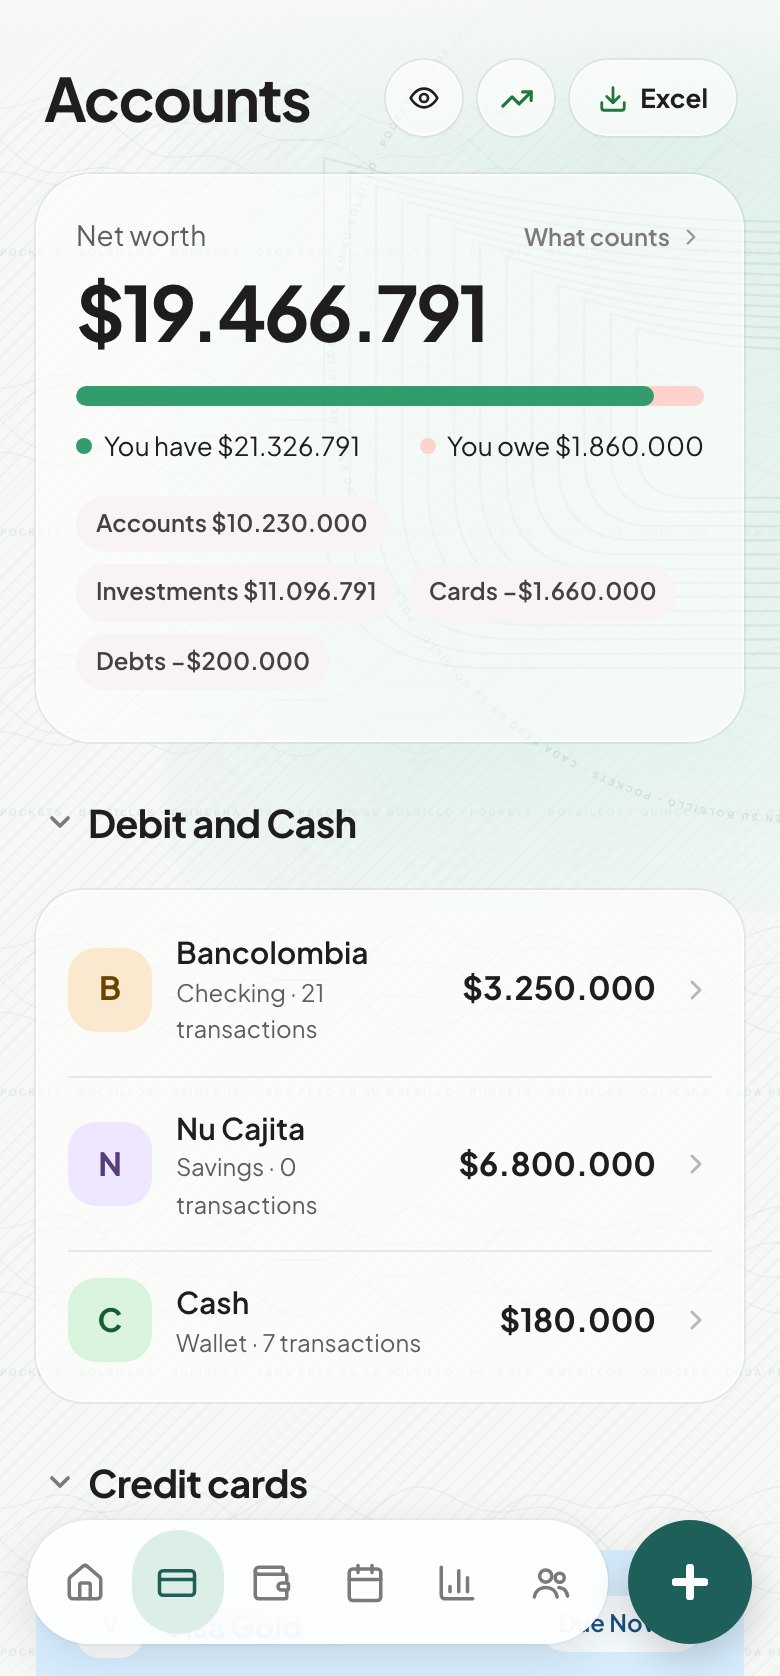 Accounts
Excel
Net worth
What counts
$19.466.791
You have $21.326.791
You owe $1.860.000
Accounts $10.230.000
Investments $11.096.791
Cards –$1.660.000
Debts –$200.000
Debit and Cash
B
Bancolombia
Checking · 21
transactions
$3.250.000
N
Nu Cajita
Savings · 0
transactions
$6.800.000
C
Cash
Wallet · 7 transactions
$180.000
Credit cards